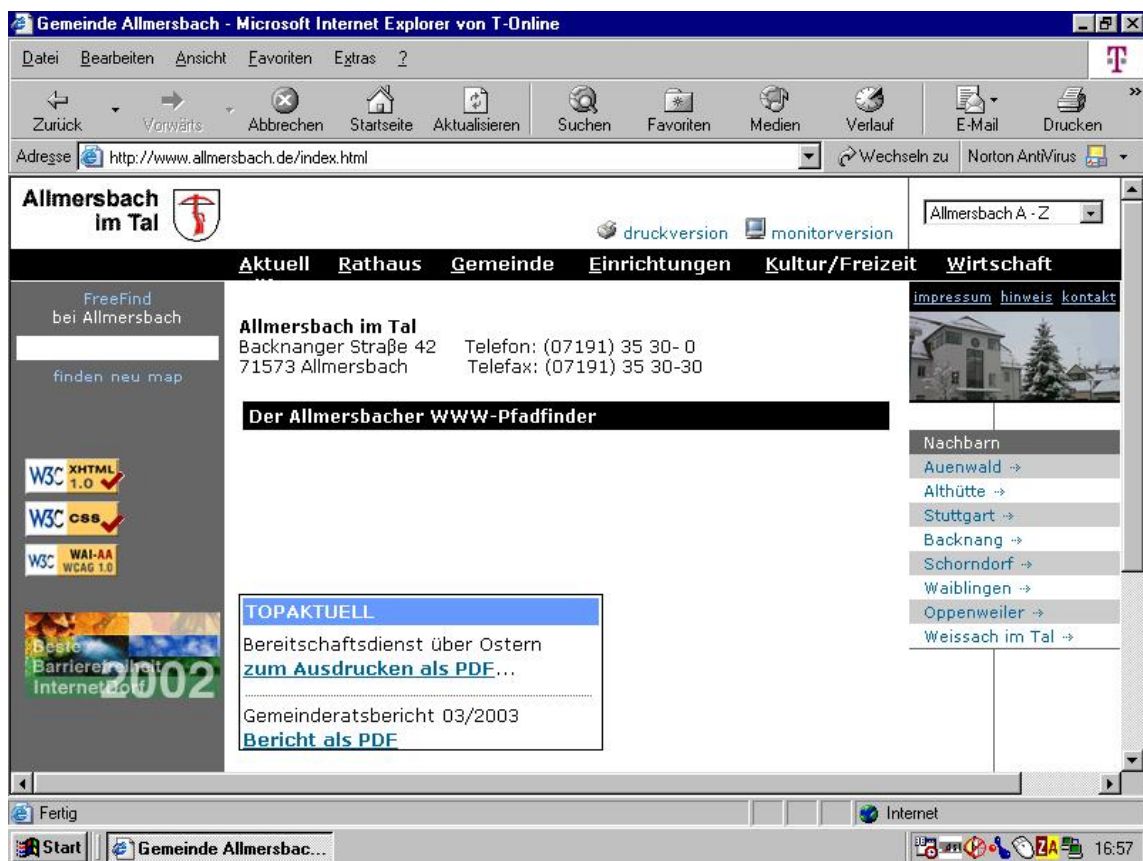 Gemeinde Allmersbach - Microsoft Internet Explorer von T-Online
Datei Bearbeiten Ansicht Favoriten Extras ?
T
Zurück Vorwärts Abbrechen Startseite Aktualisieren Suchen Favoriten Medien Verlauf E-Mail Drucken »
Adresse http://www.allmersbach.de/index.html Wechseln zu Norton AntiVirus
Allmersbach
im Tal
druckversion monitorversion
Allmersbach A - Z
Aktuell Rathaus Gemeinde Einrichtungen Kultur/Freizeit Wirtschaft
FreeFind
bei Allmersbach
finden neu map
W3C XHTML
1.0
W3C CSS
W3C WAI-AA
WCAG 1.0
Beste
Barrierefreiheit
InternetDorf
2002
Allmersbach im Tal
Backnanger Straße 42 Telefon: (07191) 35 30- 0
71573 Allmersbach Telefax: (07191) 35 30-30
Der Allmersbacher WWW-Pfadfinder
TOPAKTUELL
Bereitschaftsdienst über Ostern
zum Ausdrucken als PDF...
Gemeinderatsbericht 03/2003
Bericht als PDF
impressum hinweis kontakt
Nachbarn
Auenwald
Althütte
Stuttgart
Backnang
Schorndorf
Waiblingen
Oppenweiler
Weissach im Tal
Fertig Internet
Start Gemeinde Allmersbac... ZA 16:57